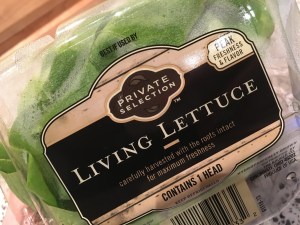 BEST IF USED BY
PEAK
FRESHNESS
& FLAVOR
PRIVATE
SELECTION™
LIVING LETTUCE
carefully harvested with the roots intact
for maximum freshness
CONTAINS 1 HEAD